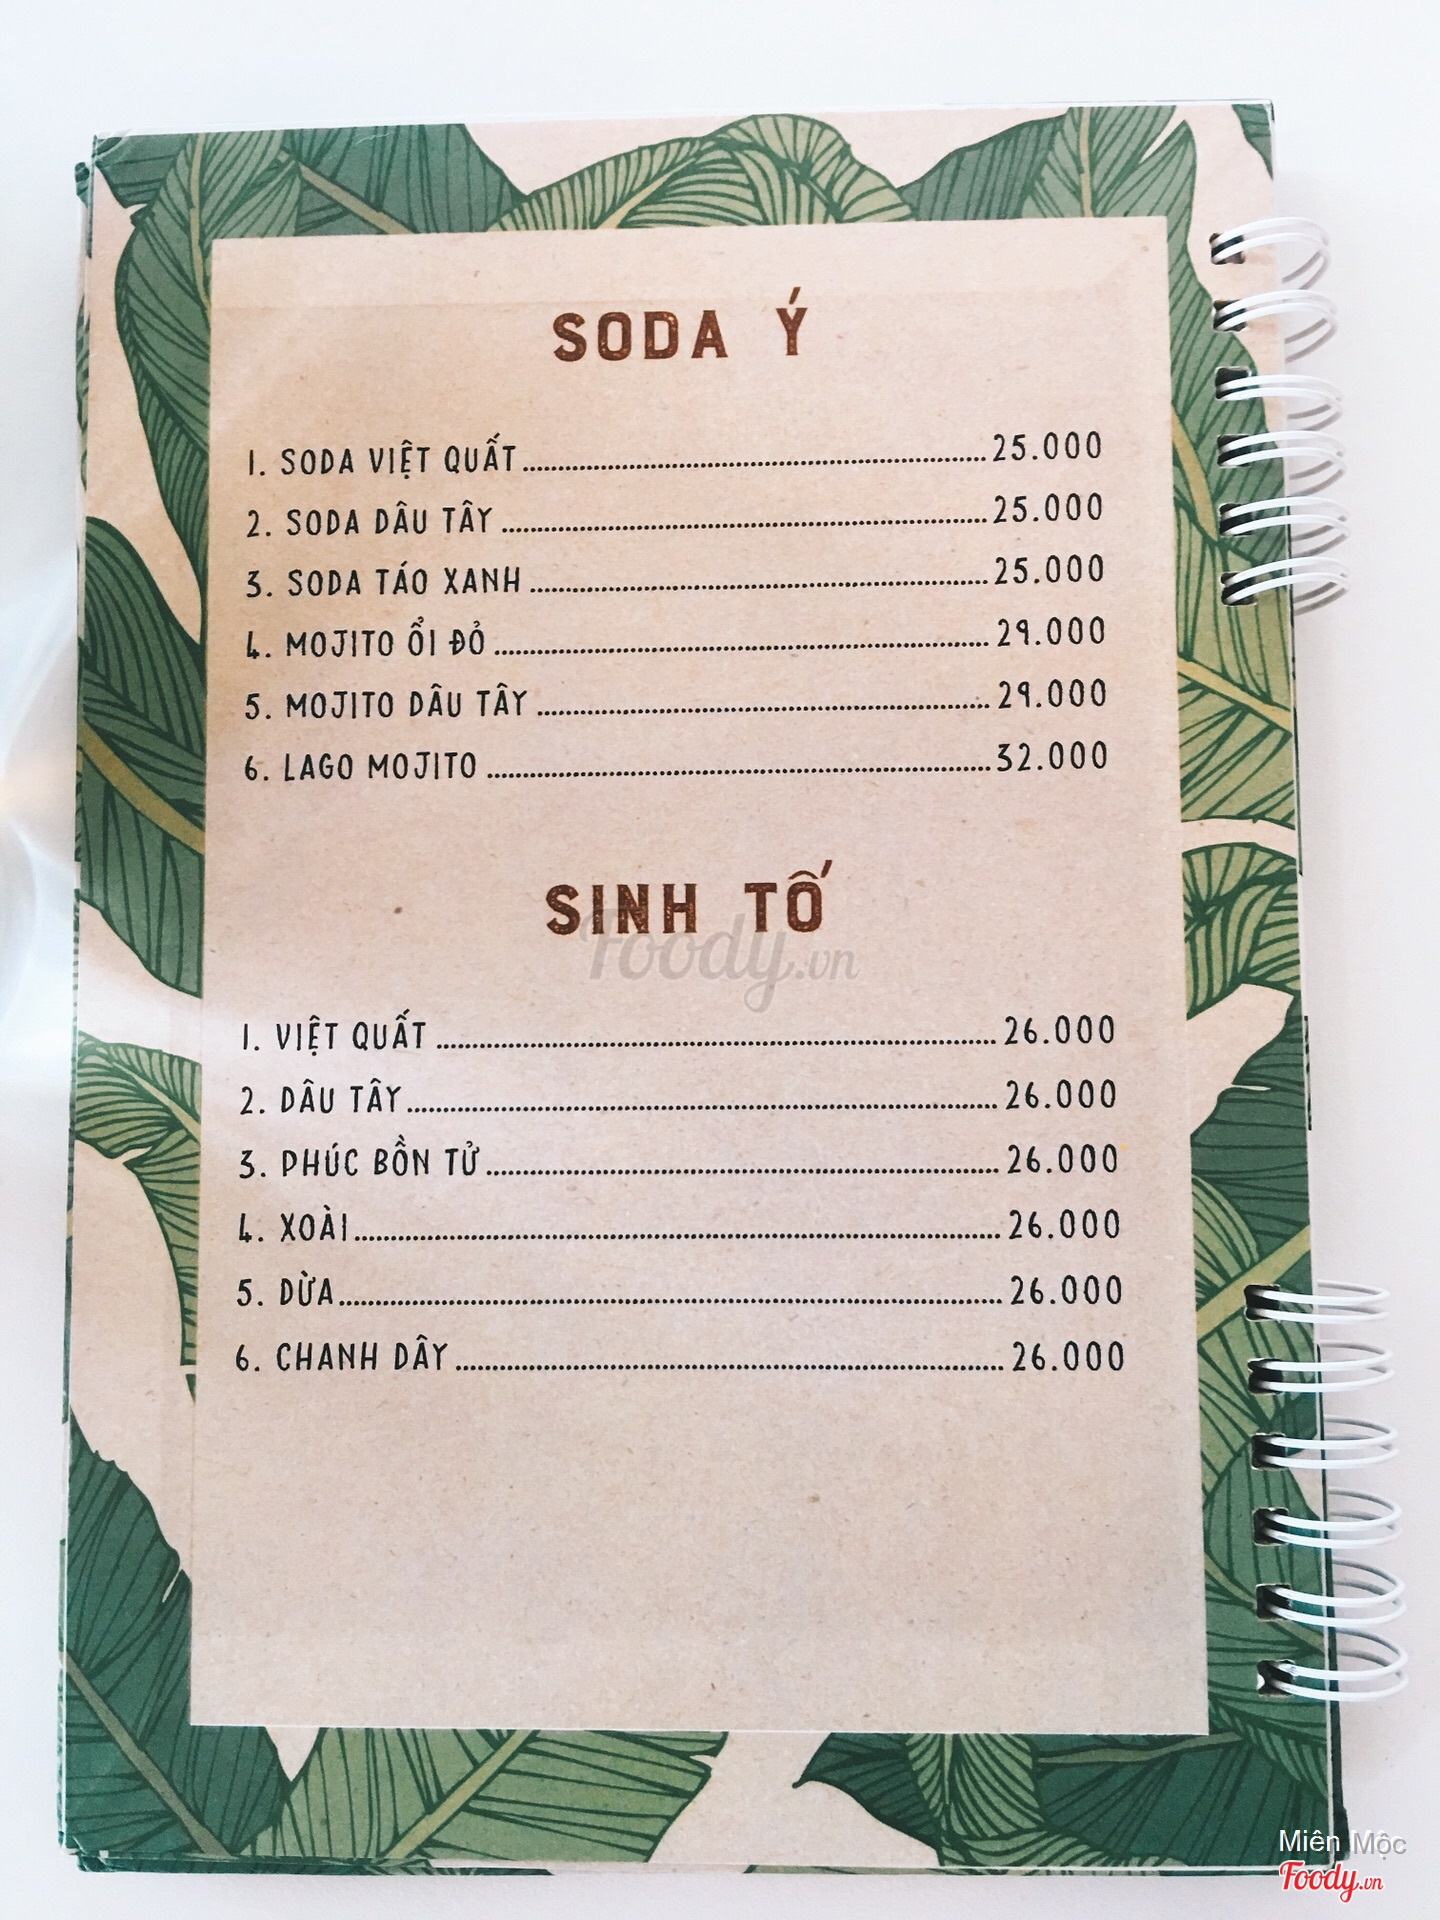 SODA Ý
1. SODA VIỆT QUẤT 25.000
2. SODA DÂU TÂY 25.000
3. SODA TÁO XANH 25.000
4. MOJITO ỔI ĐỎ 29.000
5. MOJITO DÂU TÂY 29.000
6. LAGO MOJITO 32.000
SINH TỐ
Foody.vn
1. VIỆT QUẤT 26.000
2. DÂU TÂY 26.000
3. PHÚC BỒN TỬ 26.000
4. XOÀI 26.000
5. DỪA 26.000
6. CHANH DÂY 26.000
Miên Mộc
Foody.vn